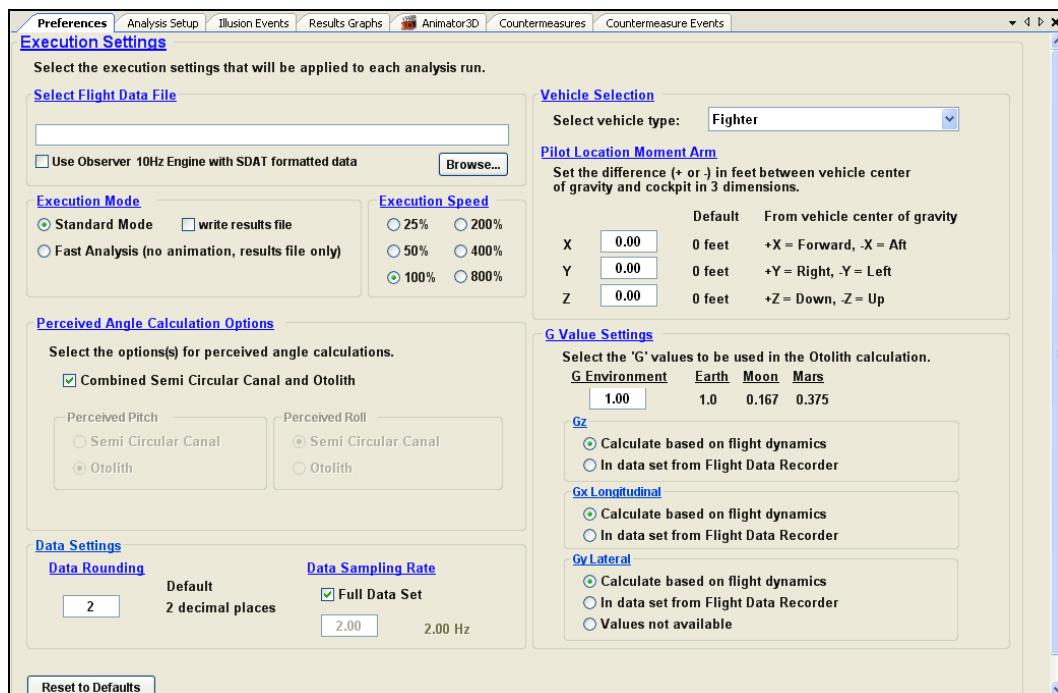 Preferences
Analysis Setup
Illusion Events
Results Graphs
Animator3D
Countermeasures
Countermeasure Events
Execution Settings
Select the execution settings that will be applied to each analysis run.
Select Flight Data File
Use Observer 10Hz Engine with SDAT formatted data
Browse...
Execution Mode
Standard Mode
write results file
Fast Analysis (no animation, results file only)
Execution Speed
25%
200%
50%
400%
100%
800%
Perceived Angle Calculation Options
Select the options(s) for perceived angle calculations.
Combined Semi Circular Canal and Otolith
Perceived Pitch
Semi Circular Canal
Otolith
Perceived Roll
Semi Circular Canal
Otolith
Data Settings
Data Rounding
Default
2
2 decimal places
Data Sampling Rate
Full Data Set
2.00
2.00 Hz
Reset to Defaults
Vehicle Selection
Select vehicle type:
Fighter
Pilot Location Moment Arm
Set the difference (+ or -) in feet between vehicle center
of gravity and cockpit in 3 dimensions.
Default From vehicle center of gravity
X 0.00 0 feet +X = Forward, -X = Aft
Y 0.00 0 feet +Y = Right, -Y = Left
Z 0.00 0 feet +Z = Down, -Z = Up
G Value Settings
Select the 'G' values to be used in the Otolith calculation.
G Environment Earth Moon Mars
1.00 1.0 0.167 0.375
Gz
Calculate based on flight dynamics
In data set from Flight Data Recorder
Gx Longitudinal
Calculate based on flight dynamics
In data set from Flight Data Recorder
Gy Lateral
Calculate based on flight dynamics
In data set from Flight Data Recorder
Values not available